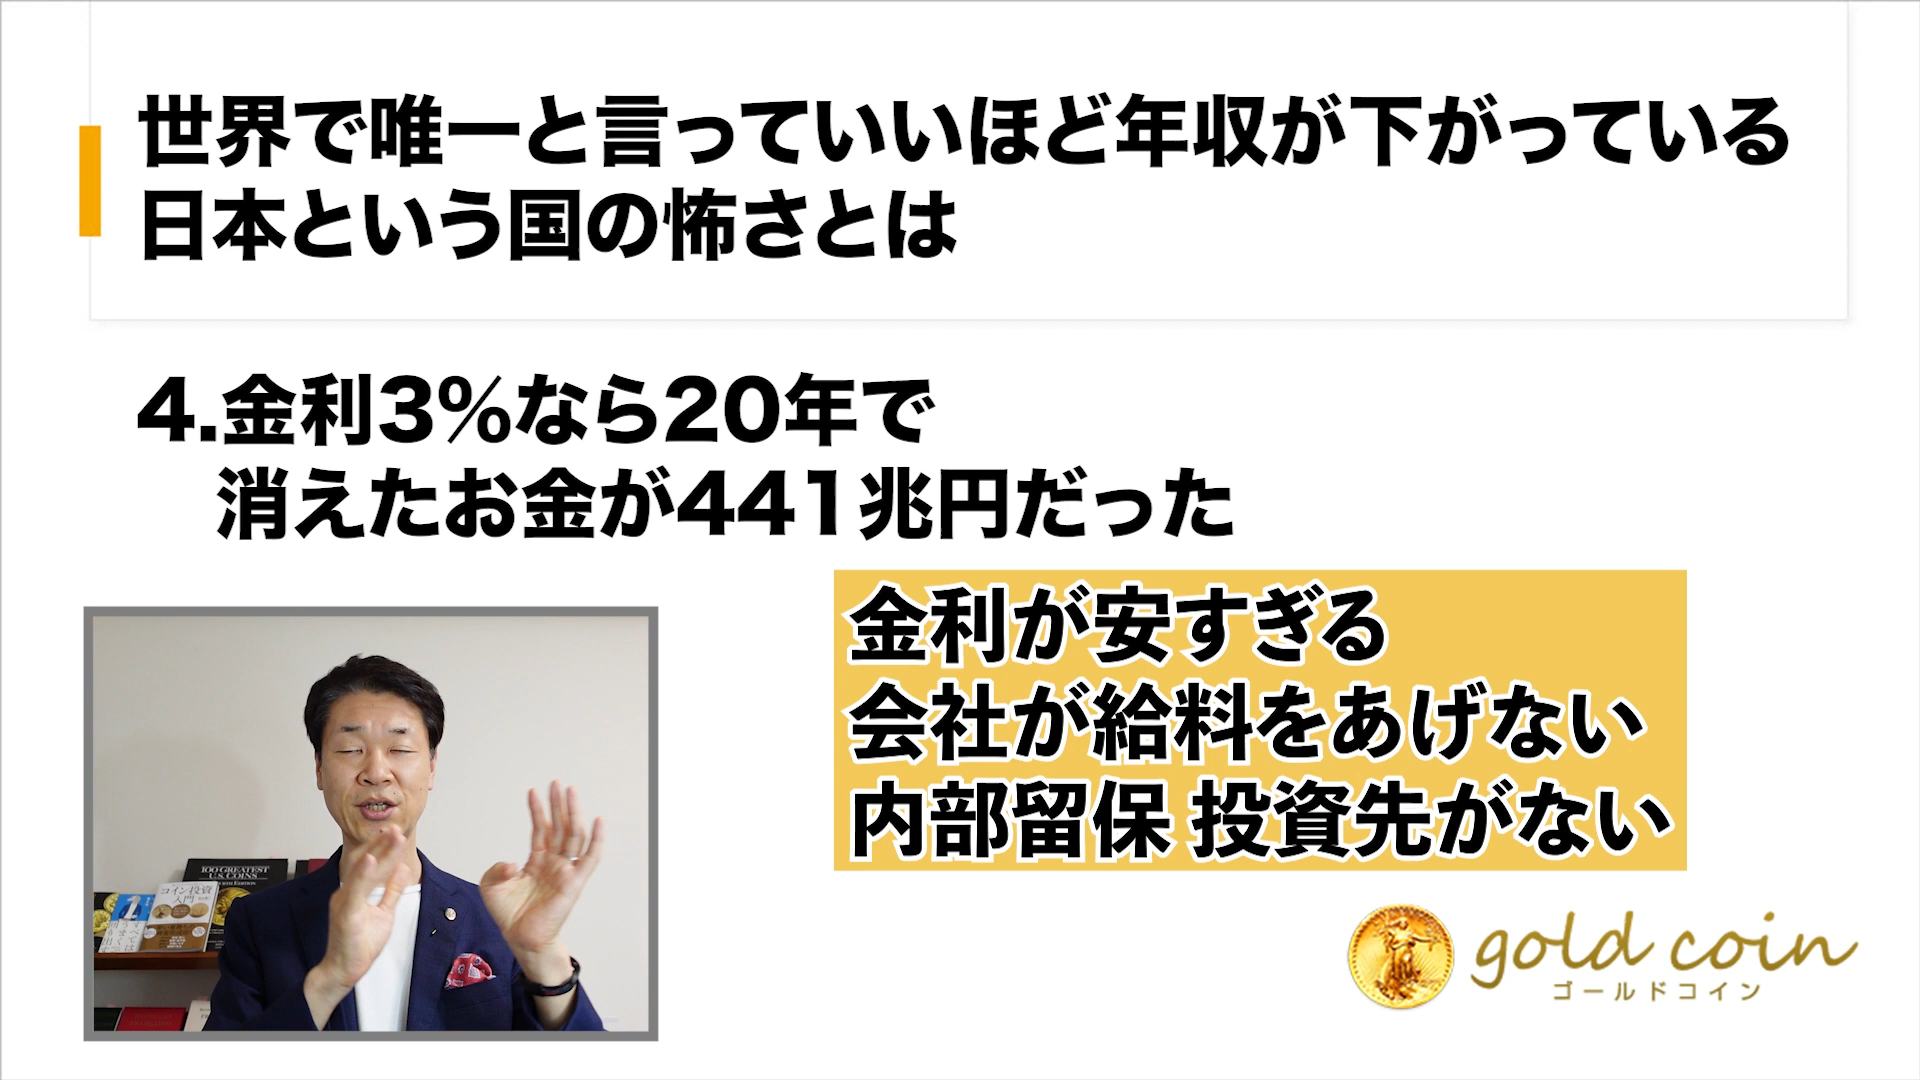 世界で唯一と言っていいほど年収が下がっている
日本という国の怖さとは
4.金利3%なら20年で
消えたお金が441兆円だった
金利が安すぎる
会社が給料をあげない
内部留保 投資先がない
100 GREATEST
U.S. COINS
コイン投資
入門
gold coin
ゴールドコイン